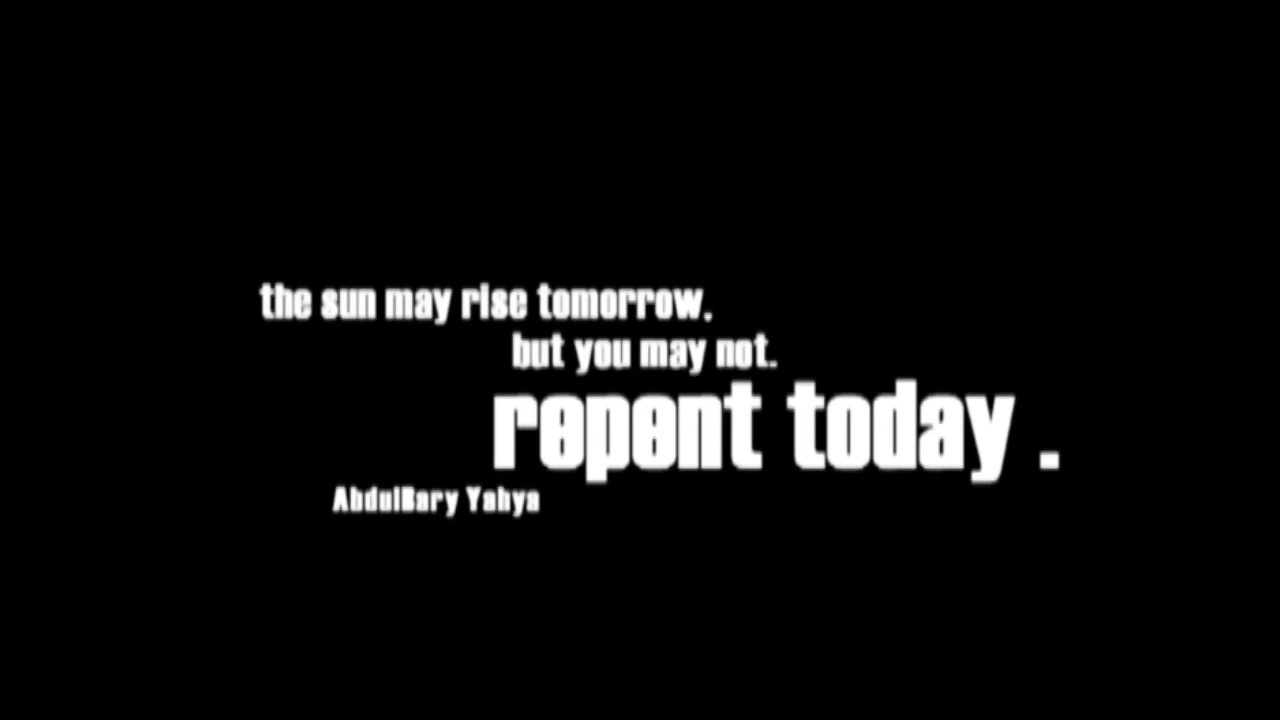 the sun may rise tomorrow.
but you may not.
repent today .
AbdulBary Yahya